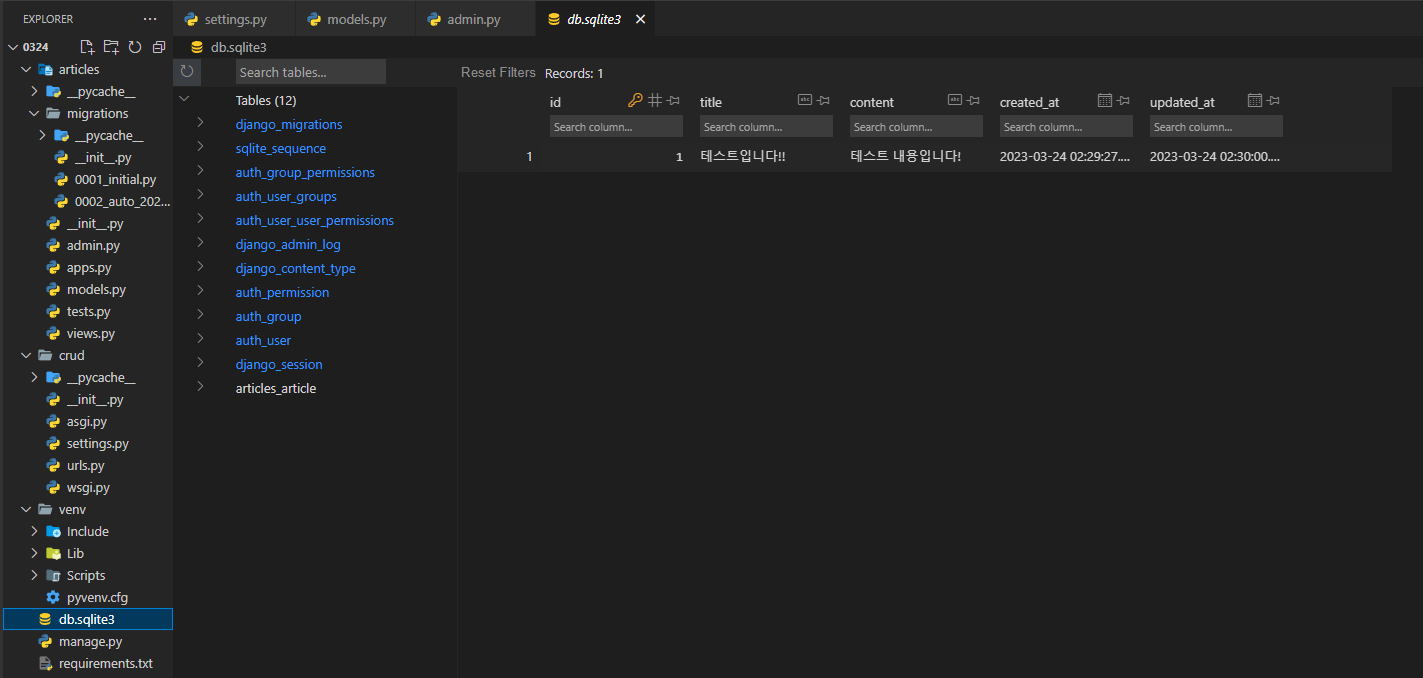 EXPLORER ...
settings.py models.py admin.py db.sqlite3
0324
articles
__pycache__
migrations
__pycache__
__init__.py
0001_initial.py
0002_auto_202...
__init__.py
admin.py
apps.py
models.py
tests.py
views.py
crud
__pycache__
__init__.py
asgi.py
settings.py
urls.py
wsgi.py
venv
Include
Lib
Scripts
pyvenv.cfg
db.sqlite3
manage.py
requirements.txt
db.sqlite3
Search tables...
Tables (12)
django_migrations
sqlite_sequence
auth_group_permissions
auth_user_groups
auth_user_user_permissions
django_admin_log
django_content_type
auth_permission
auth_group
auth_user
django_session
articles_article
Reset Filters Records: 1
id title content created_at updated_at
Search column... Search column... Search column... Search column... Search column...
1 1 테스트입니다!! 테스트 내용입니다! 2023-03-24 02:29:27.... 2023-03-24 02:30:00....